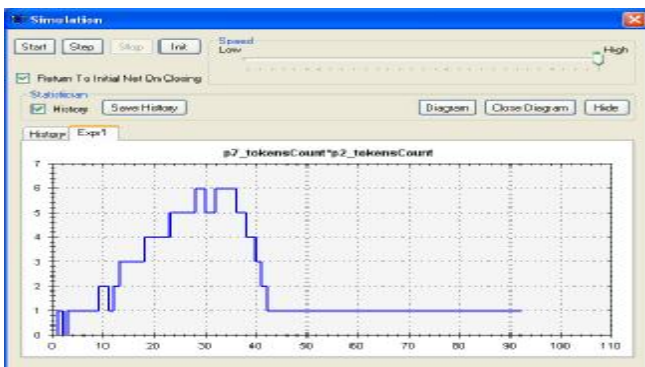 Simulation
Start Step Stop Init
Speed
Low High
Return To Initial Net On Closing
Statistician
History Save History Diagram Close Diagram Hide
History Expr1
p7_tokensCount*p2_tokensCount
7
6
5
4
3
2
1
0
0 10 20 30 40 50 60 70 80 90 100 110